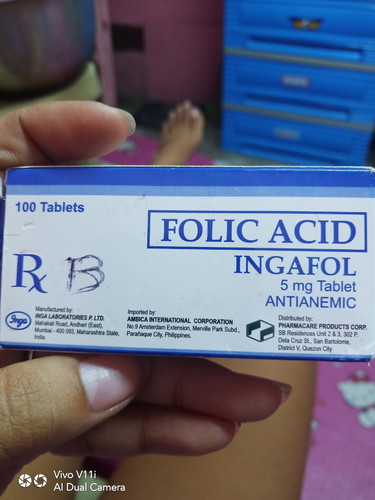 100 Tablets
FOLIC ACID
INGAFOL
5 mg Tablet
ANTIANEMIC
Rx B
Inga
Manufactured by:
INGA LABORATORIES P. LTD.
Mahakali Road, Andheri (East).
Mumbai - 400 093, Maharashtra State,
India.
Imported by:
AMBICA INTERNATIONAL CORPORATION
No.9 Amsterdam Extension, Merville Park Subd.,
Parañaque City, Philippines.
Distributed by:
PHARMACARE PRODUCTS CORP.
SB Residences Unit 2 & 3, 302 P.
Dela Cruz St., San Bartolome,
District V, Quezon City
Vivo V11i
AI Dual Camera